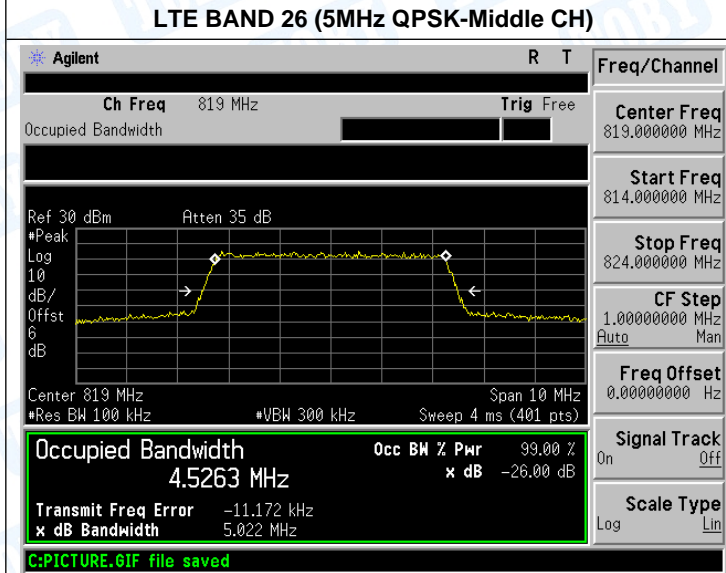 LTE BAND 26 (5MHz QPSK-Middle CH)
Agilent R T
Ch Freq 819 MHz Trig Free
Occupied Bandwidth
Ref 30 dBm Atten 35 dB
#Peak
Log
10
dB/
Offst
6
dB
Center 819 MHz Span 10 MHz
#Res BW 100 kHz #VBW 300 kHz Sweep 4 ms (401 pts)
Occupied Bandwidth
4.5263 MHz
Occ BW % Pwr 99.00 %
x dB -26.00 dB
Transmit Freq Error -11.172 kHz
x dB Bandwidth 5.022 MHz
C:PICTURE.GIF file saved
Freq/Channel
Center Freq
819.000000 MHz
Start Freq
814.000000 MHz
Stop Freq
824.000000 MHz
CF Step
1.00000000 MHz
Auto Man
Freq Offset
0.00000000 Hz
Signal Track
On Off
Scale Type
Log Lin